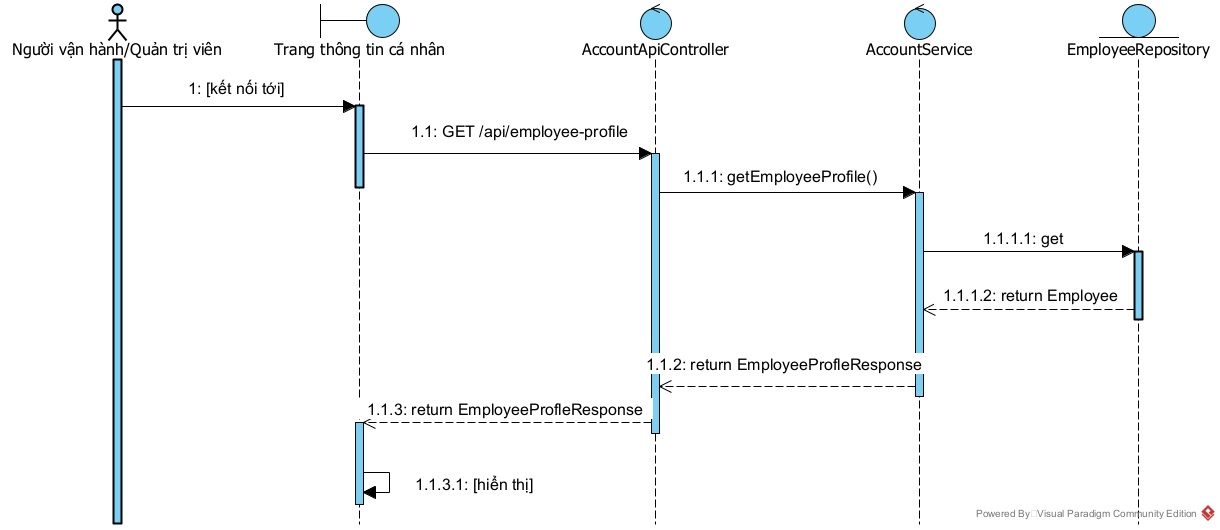 Người vận hành/Quản trị viên
Trang thông tin cá nhân
AccountApiController
AccountService
EmployeeRepository
1: [kết nối tới]
1.1: GET /api/employee-profile
1.1.1: getEmployeeProfile()
1.1.1.1: get
1.1.1.2: return Employee
1.1.2: return EmployeeProfleResponse
1.1.3: return EmployeeProfleResponse
1.1.3.1: [hiển thị]
Powered By Visual Paradigm Community Edition